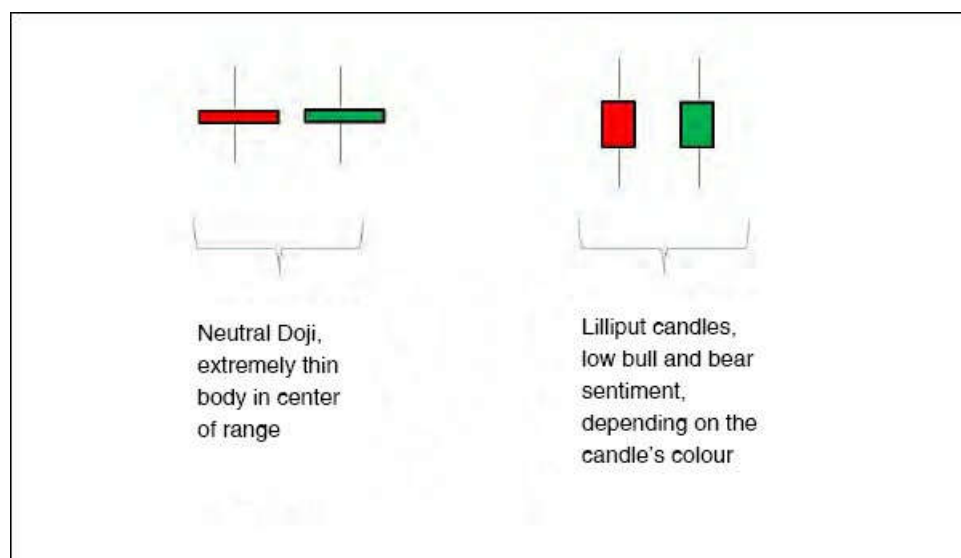 Neutral Doji,
extremely thin
body in center
of range
Lilliput candles,
low bull and bear
sentiment,
depending on the
candle's colour